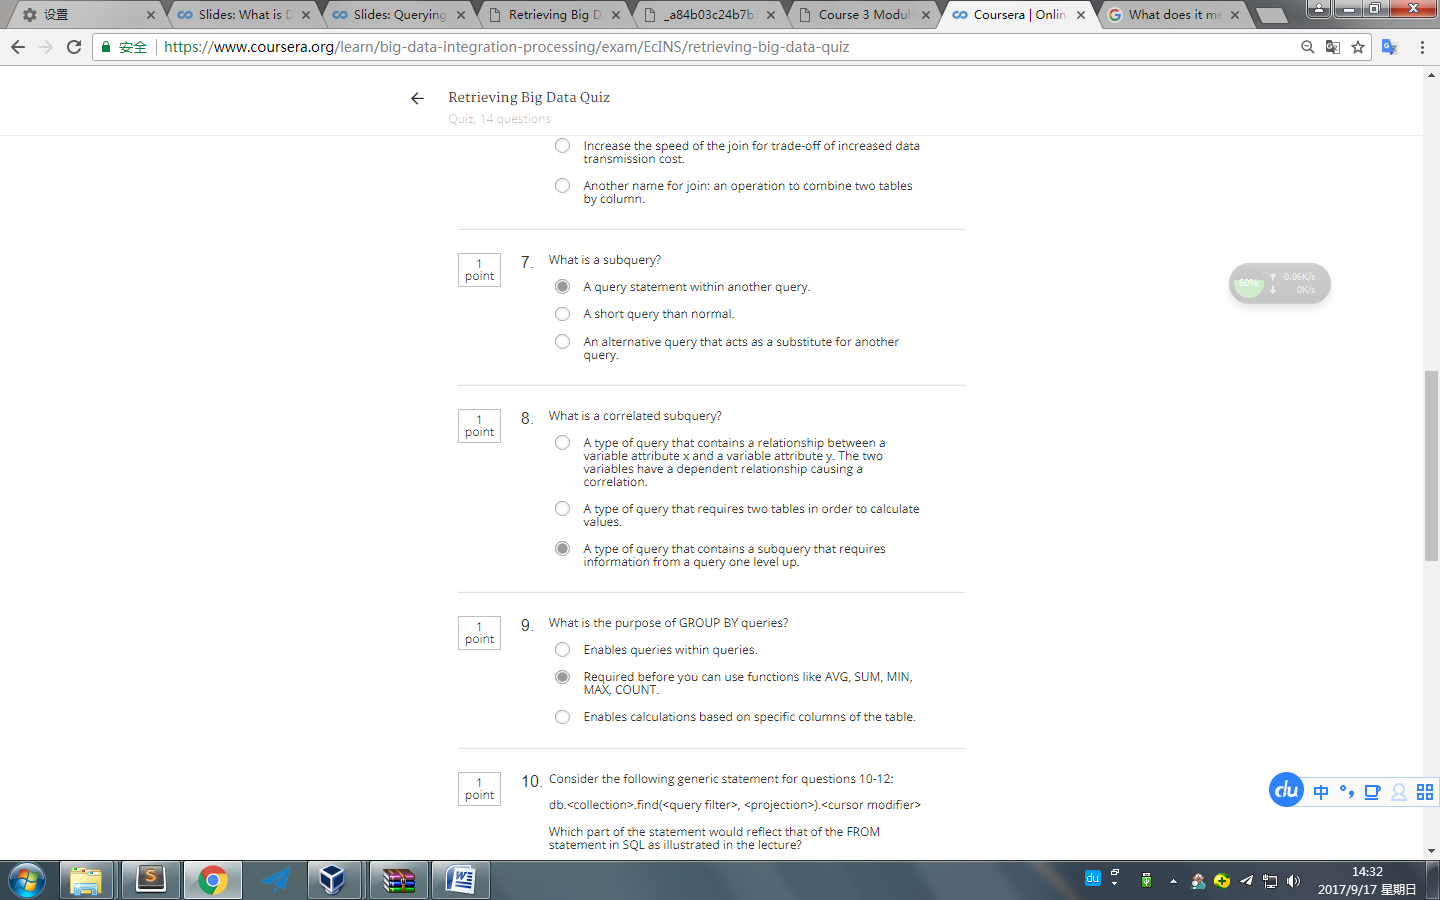 设置
Slides: What is D
Slides: Querying
Retrieving Big D
_a84b03c24b7b
Course 3 Modul
Coursera | Onlin
What does it me
安全
https://www.coursera.org/learn/big-data-integration-processing/exam/EcINS/retrieving-big-data-quiz
Retrieving Big Data Quiz
Quiz, 14 questions
Increase the speed of the join for trade-off of increased data
transmission cost.
Another name for join: an operation to combine two tables
by column.
1
point
7.
What is a subquery?
A query statement within another query.
A short query than normal.
An alternative query that acts as a substitute for another
query.
60%
0.06K/s
0K/s
1
point
8.
What is a correlated subquery?
A type of query that contains a relationship between a
variable attribute x and a variable attribute y. The two
variables have a dependent relationship causing a
correlation.
A type of query that requires two tables in order to calculate
values.
A type of query that contains a subquery that requires
information from a query one level up.
1
point
9.
What is the purpose of GROUP BY queries?
Enables queries within queries.
Required before you can use functions like AVG, SUM, MIN,
MAX, COUNT.
Enables calculations based on specific columns of the table.
1
point
10.
Consider the following generic statement for questions 10-12:
db.<collection>.find(<query filter>, <projection>).<cursor modifier>
Which part of the statement would reflect that of the FROM
statement in SQL as illustrated in the lecture?
du
中
du
14:32
2017/9/17 星期日